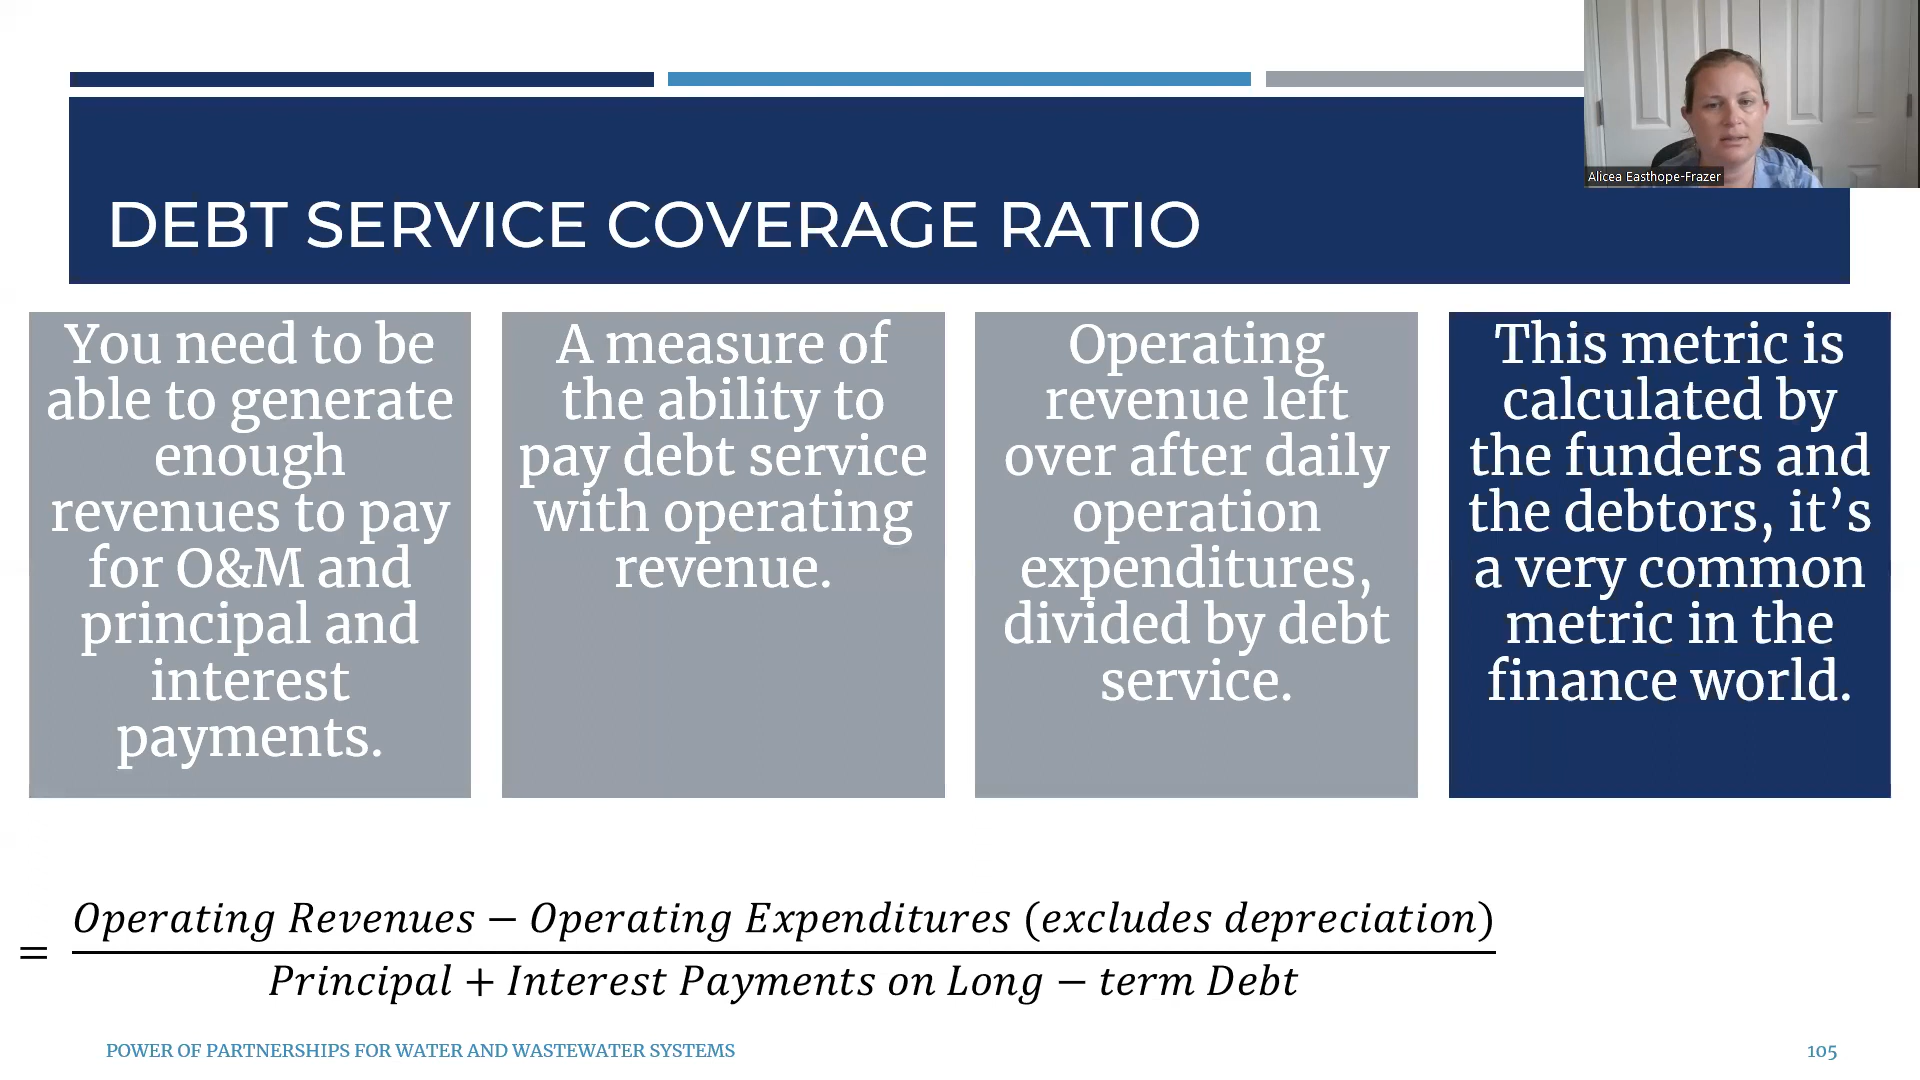 Alicea Easthope-Frazer
DEBT SERVICE COVERAGE RATIO
You need to be
able to generate
enough
revenues to pay
for O&M and
principal and
interest
payments.
A measure of
the ability to
pay debt service
with operating
revenue.
Operating
revenue left
over after daily
operation
expenditures,
divided by debt
service.
This metric is
calculated by
the funders and
the debtors, it’s
a very common
metric in the
finance world.
Operating Revenues − Operating Expenditures (excludes depreciation)
=
Principal + Interest Payments on Long − term Debt
POWER OF PARTNERSHIPS FOR WATER AND WASTEWATER SYSTEMS
105